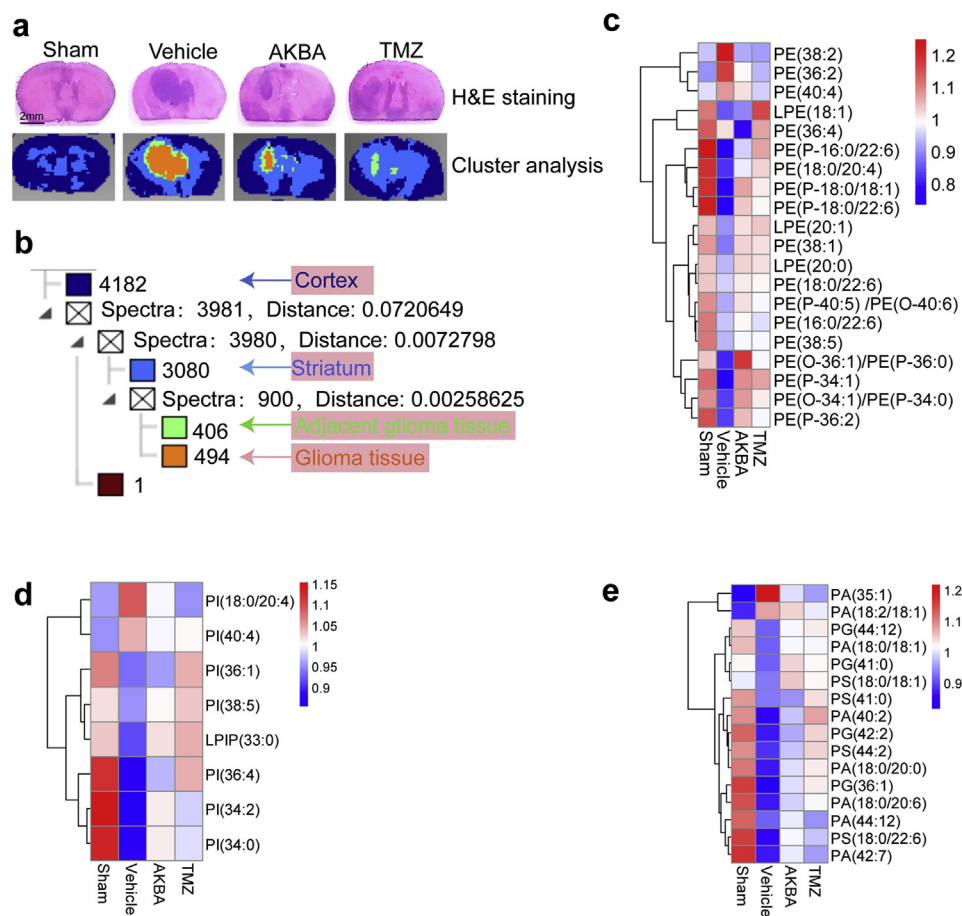 a
Sham Vehicle AKBA TMZ
H&E staining
2mm
Cluster analysis
b
4182 Cortex
Spectra: 3981, Distance: 0.0720649
Spectra: 3980, Distance: 0.0072798
3080 Striatum
Spectra: 900, Distance: 0.00258625
406 Adjacent glioma tissue
494 Glioma tissue
1
c
PE(38:2)
PE(36:2)
PE(40:4)
LPE(18:1)
PE(36:4)
PE(P-16:0/22:6)
PE(18:0/20:4)
PE(P-18:0/18:1)
PE(P-18:0/22:6)
LPE(20:1)
PE(38:1)
LPE(20:0)
PE(18:0/22:6)
PE(P-40:5) /PE(O-40:6)
PE(16:0/22:6)
PE(38:5)
PE(O-36:1)/PE(P-36:0)
PE(P-34:1)
PE(O-34:1)/PE(P-34:0)
PE(P-36:2)
Sham Vehicle AKBA TMZ
1.2
1.1
1
0.9
0.8
d
PI(18:0/20:4)
PI(40:4)
PI(36:1)
PI(38:5)
LPIP(33:0)
PI(36:4)
PI(34:2)
PI(34:0)
Sham Vehicle AKBA TMZ
1.15
1.1
1.05
1
0.95
0.9
e
PA(35:1)
PA(18:2/18:1)
PG(44:12)
PA(18:0/18:1)
PG(41:0)
PS(18:0/18:1)
PS(41:0)
PA(40:2)
PG(42:2)
PS(44:2)
PA(18:0/20:0)
PG(36:1)
PA(18:0/20:6)
PA(44:12)
PS(18:0/22:6)
PA(42:7)
Sham Vehicle AKBA TMZ
1.2
1.1
1
0.9